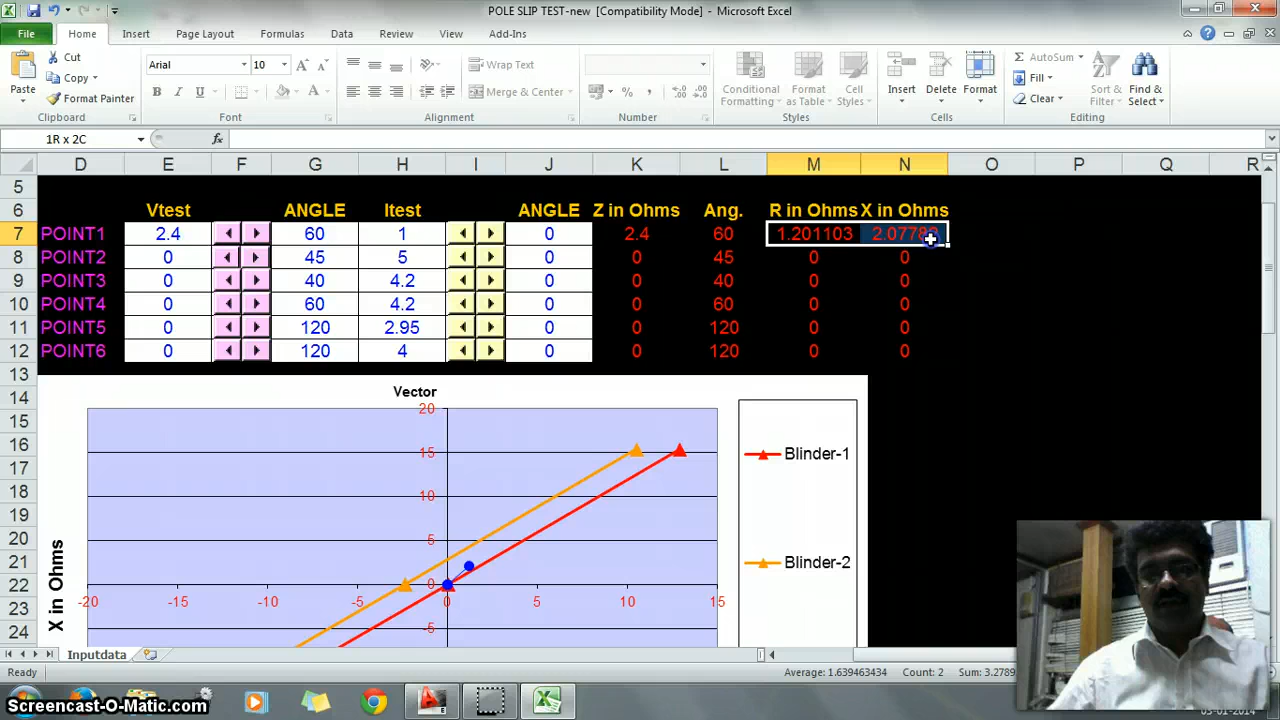 POLE SLIP TEST-new [Compatibility Mode] - Microsoft Excel
File Home Insert Page Layout Formulas Data Review View Add-Ins
Cut
Copy
Format Painter
Paste
Clipboard
Arial 10
B I U
Font
Wrap Text
Merge & Center
Alignment
Number
Conditional Formatting
Format as Table
Cell Styles
Styles
Insert Delete Format
Cells
AutoSum
Fill
Clear
Sort & Filter
Find & Select
Editing
1R x 2C fx
D E F G H I J K L M N O P Q R
5
6 Vtest ANGLE Itest ANGLE Z in Ohms Ang. R in Ohms X in Ohms
7 POINT1 2.4 60 1 0 2.4 60 1.201103
8 POINT2 0 45 5 0 0 45 0 0
9 POINT3 0 40 4.2 0 0 40 0 0
10 POINT4 0 60 4.2 0 0 60 0 0
11 POINT5 0 120 2.95 0 0 120 0 0
12 POINT6 0 120 4 0 0 120 0 0
13
14
15
16
17
18
19
20
21
22
23
24
Vector
20
15
10
5
0
-5
-20 -15 -10 -5 0 5 10 15
X in Ohms
Blinder-1
Blinder-2
Inputdata
Ready Average: 1.639463434 Count: 2 Sum: 3.2789
Screencast-O-Matic.com